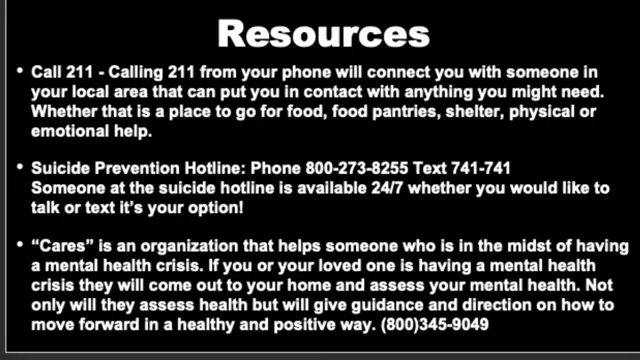 Resources
• Call 211 - Calling 211 from your phone will connect you with someone in
your local area that can put you in contact with anything you might need.
Whether that is a place to go for food, food pantries, shelter, physical or
emotional help.
• Suicide Prevention Hotline: Phone 800-273-8255 Text 741-741
Someone at the suicide hotline is available 24/7 whether you would like to
talk or text it’s your option!
• “Cares” is an organization that helps someone who is in the midst of having
a mental health crisis. If you or your loved one is having a mental health
crisis they will come out to your home and assess your mental health. Not
only will they assess health but will give guidance and direction on how to
move forward in a healthy and positive way. (800)345-9049